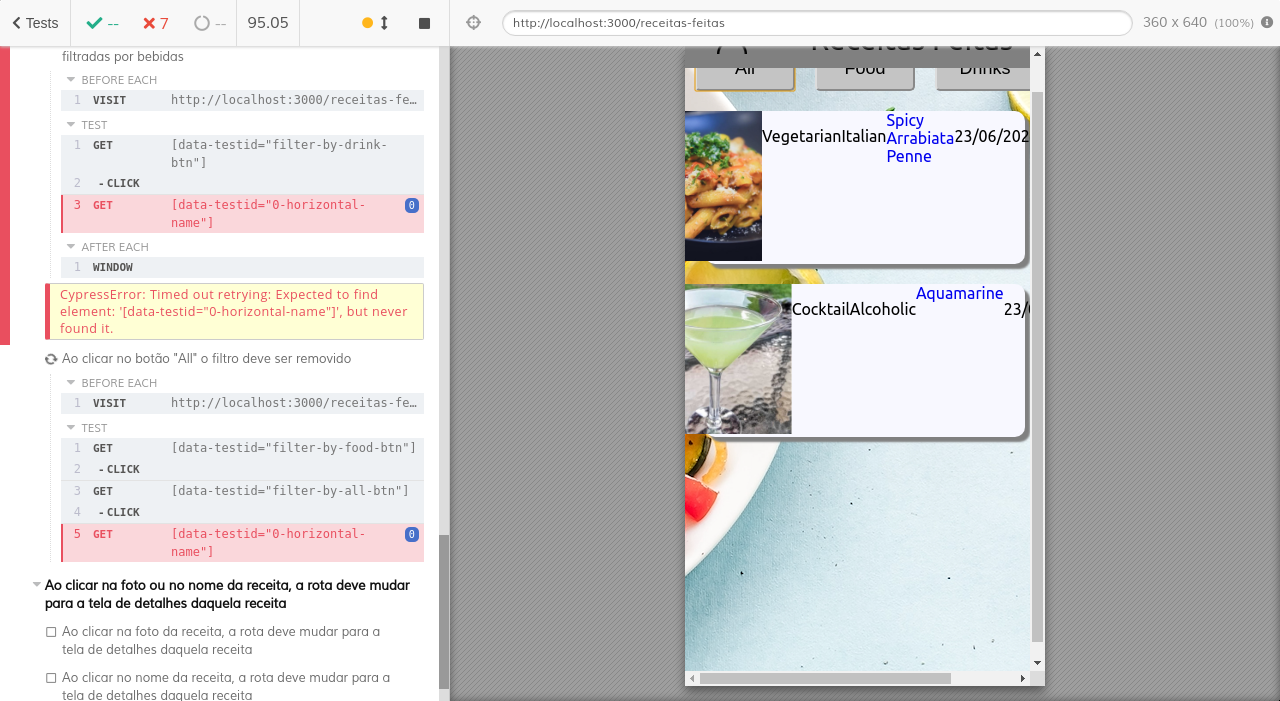 Tests
--
7
--
95.05
http://localhost:3000/receitas-feitas
360 x 640 (100%)
filtradas por bebidas
BEFORE EACH
1 VISIT http://localhost:3000/receitas-fe…
TEST
1 GET [data-testid="filter-by-drink-
btn"]
2 - CLICK
3 GET [data-testid="0-horizontal- 0
name"]
AFTER EACH
1 WINDOW
CypressError: Timed out retrying: Expected to find
element: '[data-testid="0-horizontal-name"]', but never
found it.
Ao clicar no botão "All" o filtro deve ser removido
BEFORE EACH
1 VISIT http://localhost:3000/receitas-fe…
TEST
1 GET [data-testid="filter-by-food-btn"]
2 - CLICK
3 GET [data-testid="filter-by-all-btn"]
4 - CLICK
5 GET [data-testid="0-horizontal- 0
name"]
Ao clicar na foto ou no nome da receita, a rota deve mudar
para a tela de detalhes daquela receita
Ao clicar na foto da receita, a rota deve mudar para a
tela de detalhes daquela receita
Ao clicar no nome da receita, a rota deve mudar para a
tela de detalhes daquela receita
Receitas Feitas
All Food Drinks
VegetarianItalian
Spicy
Arrabiata
Penne
23/06/202
CocktailAlcoholic
Aquamarine
23/0